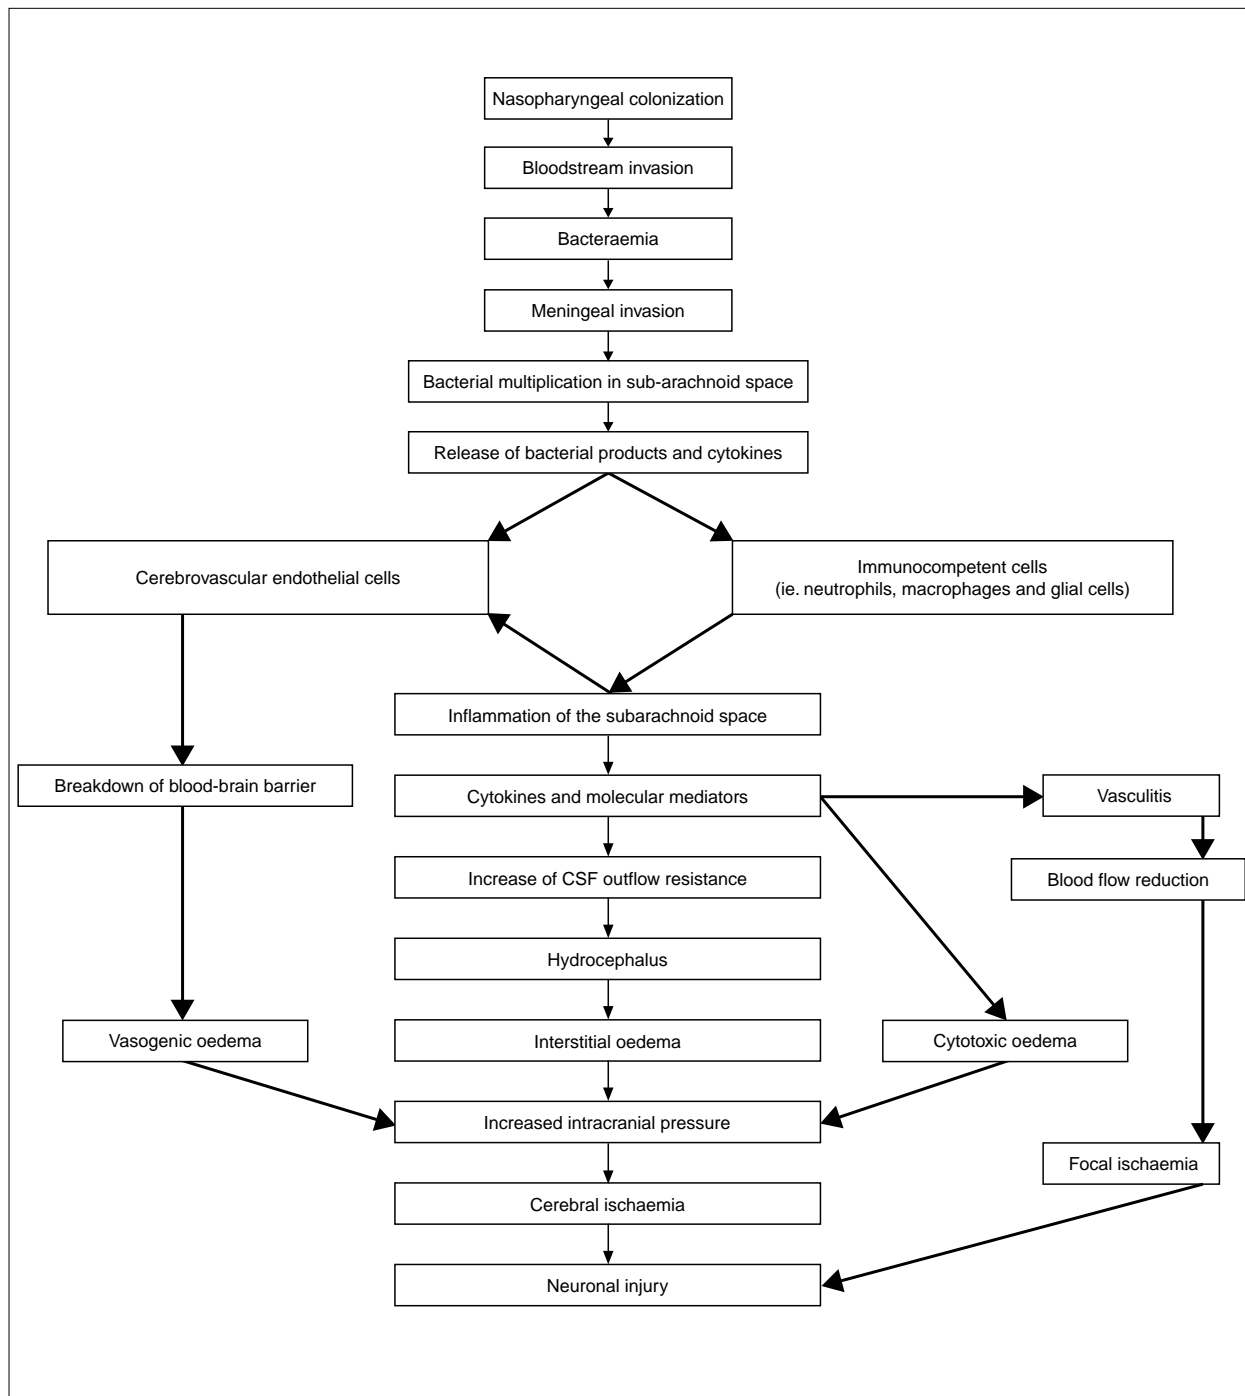 Nasopharyngeal colonization
Bloodstream invasion
Bacteraemia
Meningeal invasion
Bacterial multiplication in sub-arachnoid space
Release of bacterial products and cytokines
Cerebrovascular endothelial cells
Immunocompetent cells
(ie. neutrophils, macrophages and glial cells)
Inflammation of the subarachnoid space
Breakdown of blood-brain barrier
Cytokines and molecular mediators
Vasculitis
Increase of CSF outflow resistance
Blood flow reduction
Hydrocephalus
Vasogenic oedema
Interstitial oedema
Cytotoxic oedema
Increased intracranial pressure
Focal ischaemia
Cerebral ischaemia
Neuronal injury